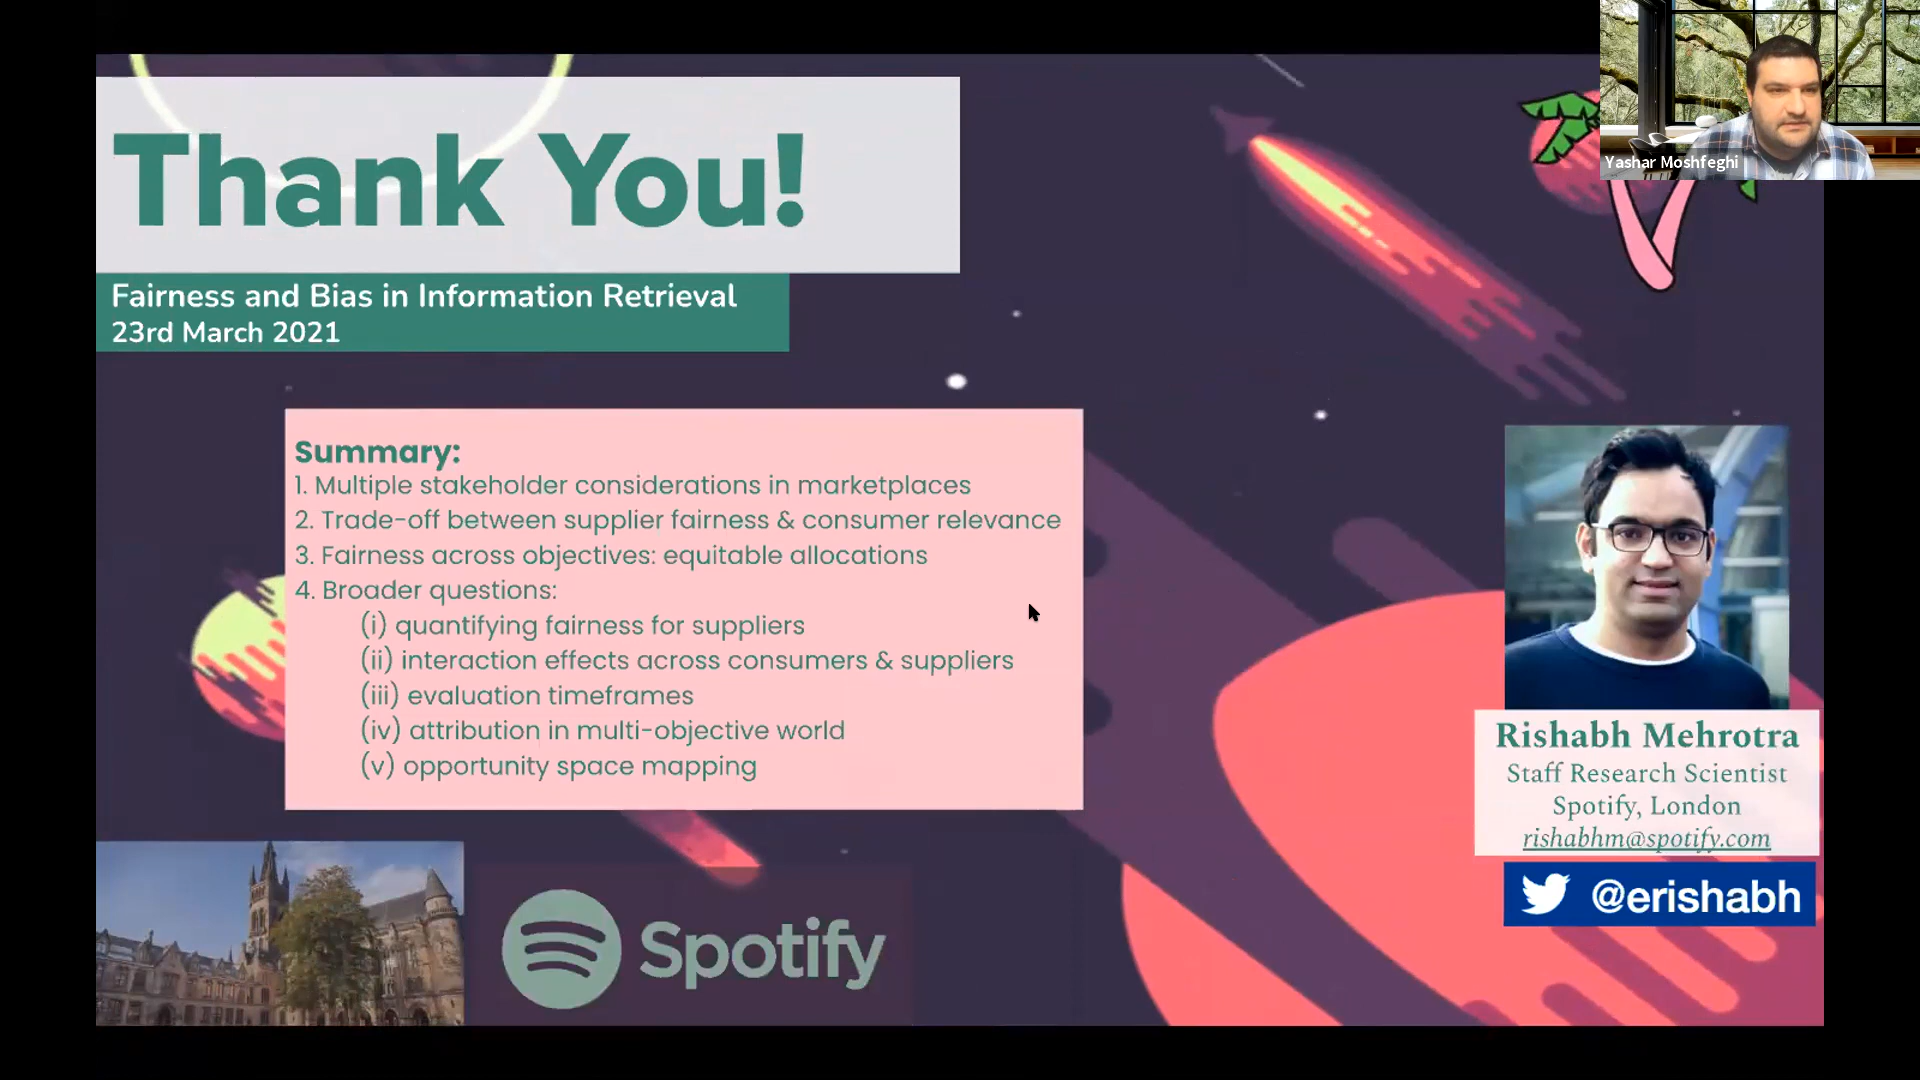 Thank You!
Fairness and Bias in Information Retrieval
23rd March 2021
Yashar Moshfeghi
Summary:
1. Multiple stakeholder considerations in marketplaces
2. Trade-off between supplier fairness & consumer relevance
3. Fairness across objectives: equitable allocations
4. Broader questions:
(i) quantifying fairness for suppliers
(ii) interaction effects across consumers & suppliers
(iii) evaluation timeframes
(iv) attribution in multi-objective world
(v) opportunity space mapping
Rishabh Mehrotra
Staff Research Scientist
Spotify, London
rishabhm@spotify.com
@erishabh
Spotify